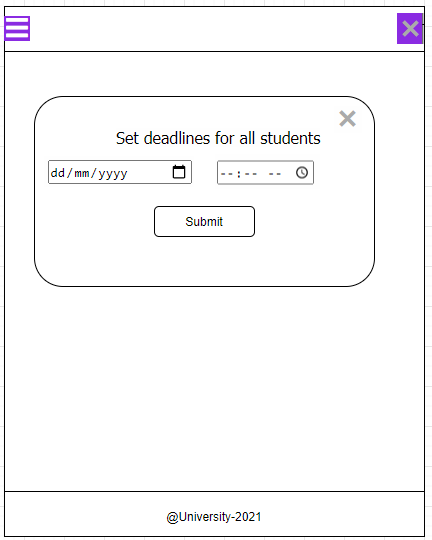 Set deadlines for all students
dd/mm/yyyy --:-- --
Submit
@University-2021